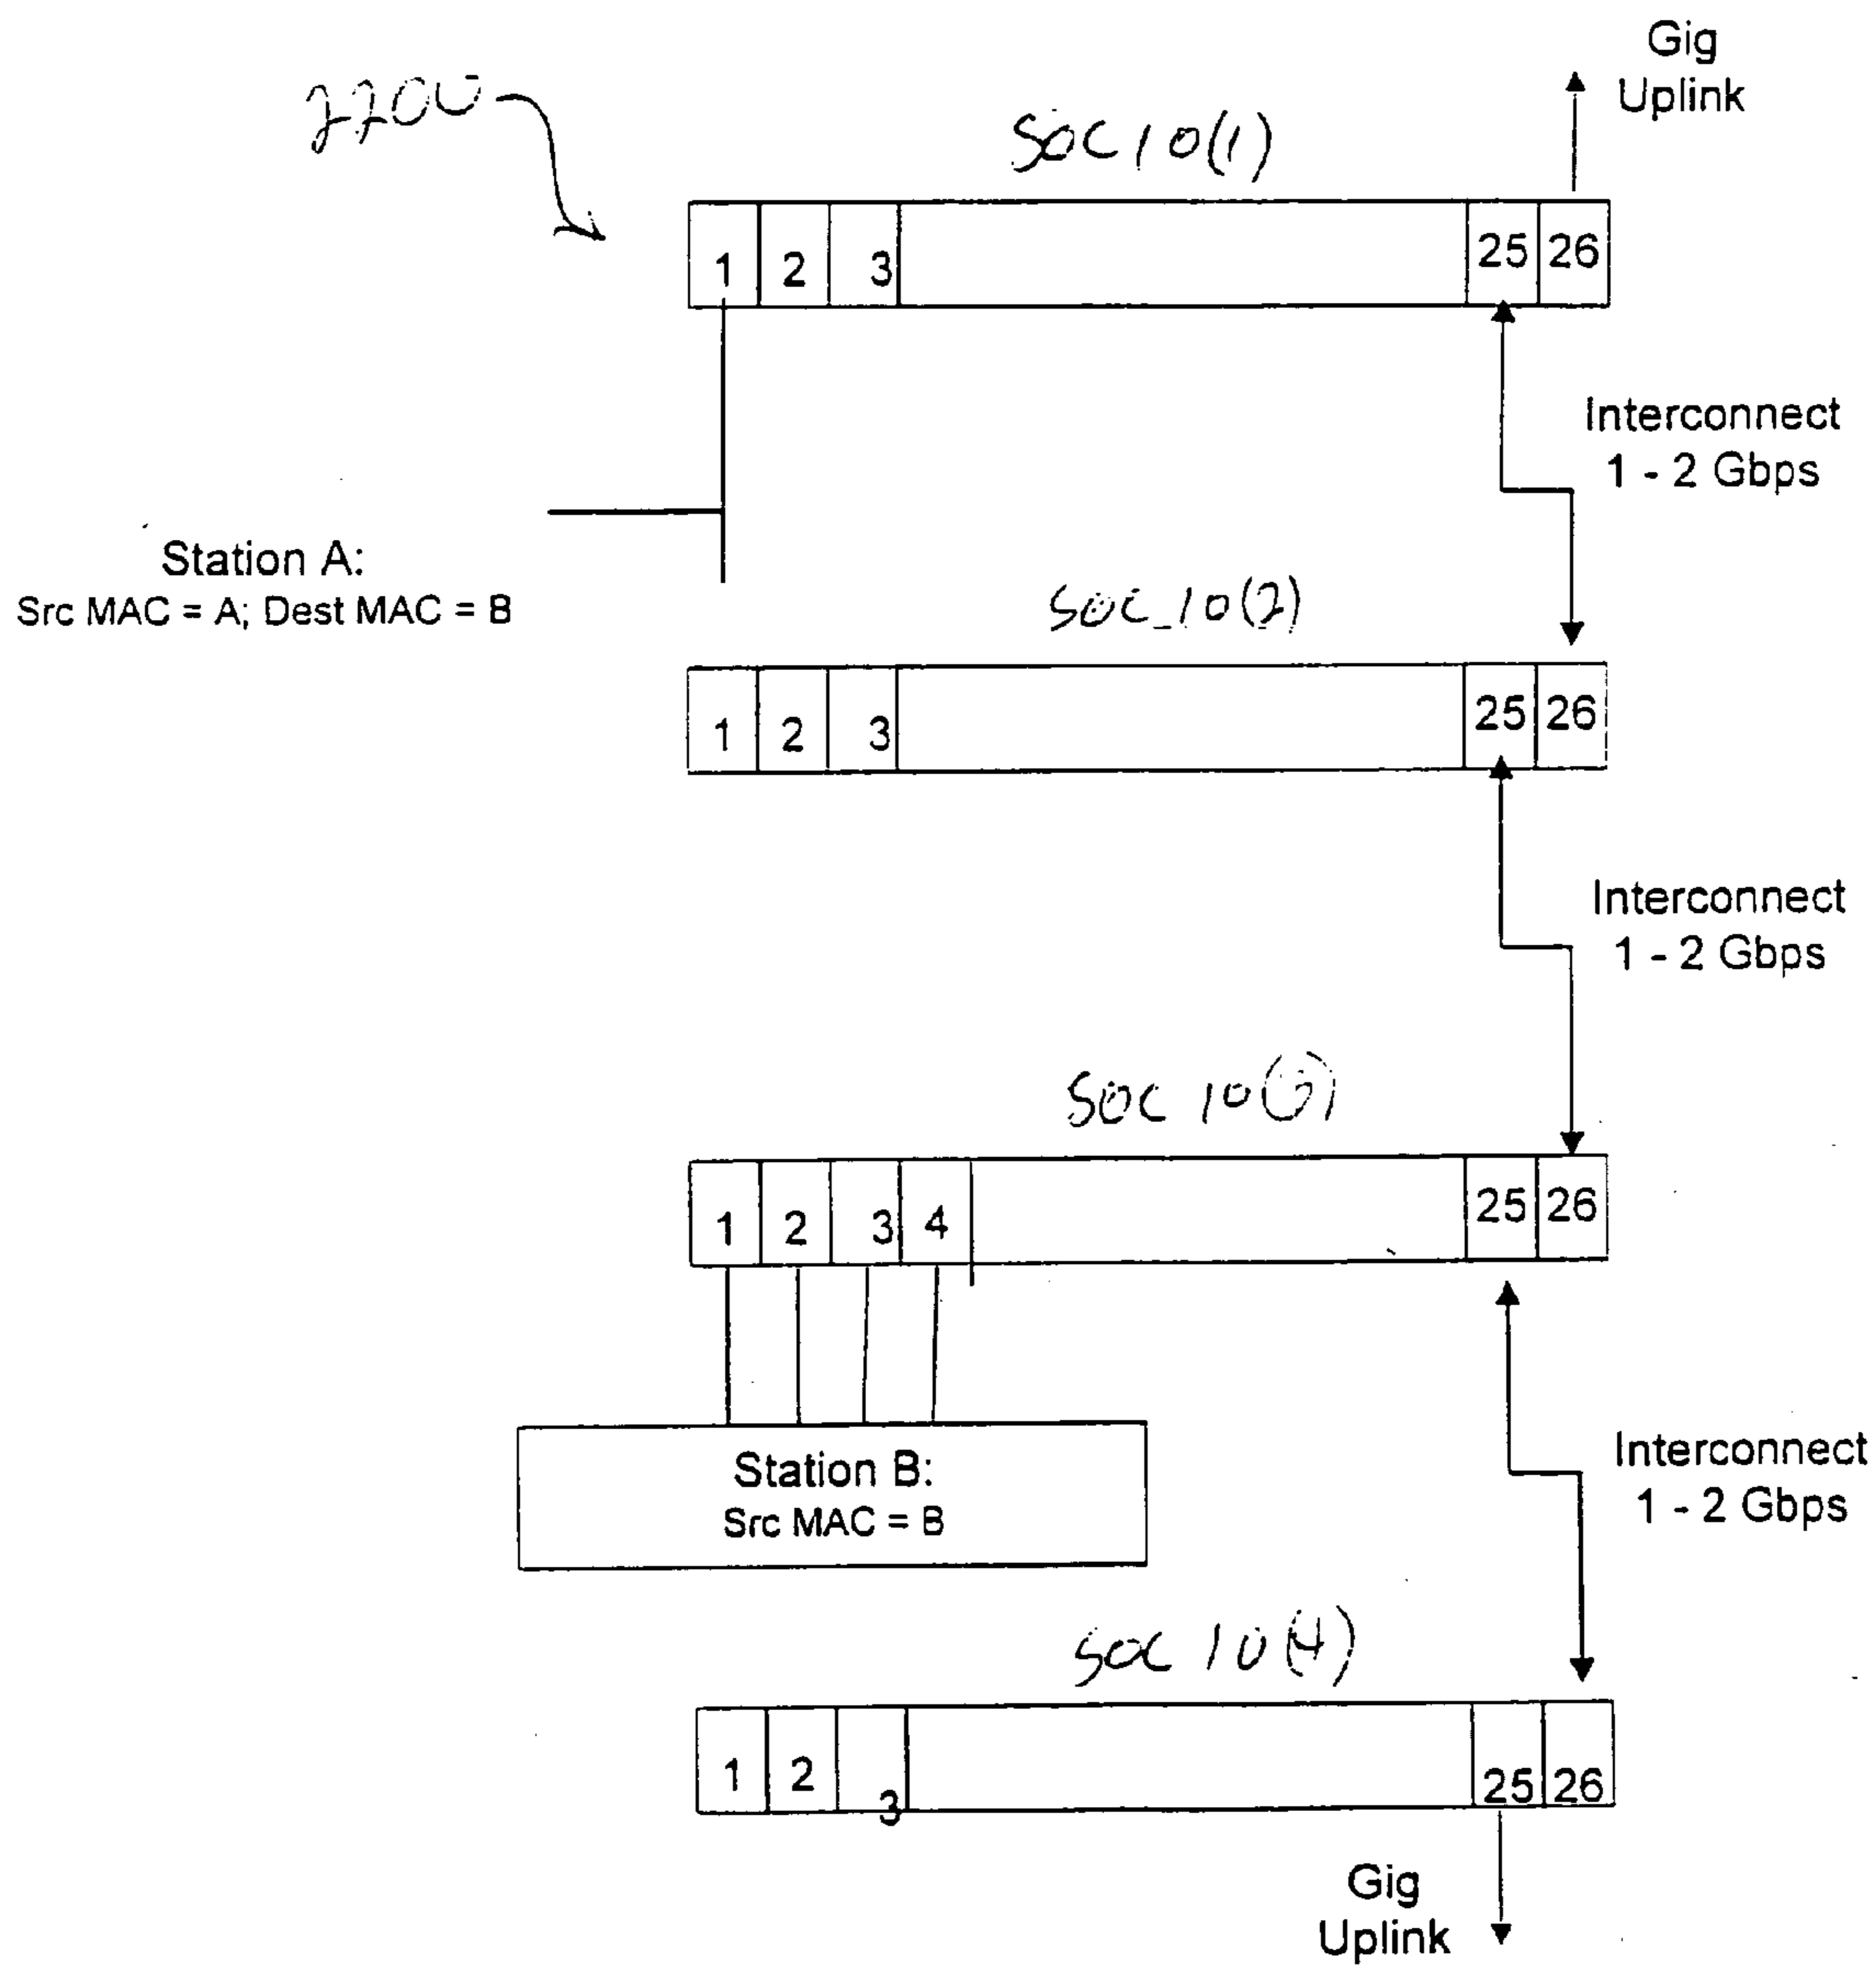 Gig
Uplink
SOC 10(1)
1 2 3 25 26
Interconnect
1 - 2 Gbps
Station A:
Src MAC = A; Dest MAC = B
SOC 10(2)
1 2 3 25 26
Interconnect
1 - 2 Gbps
SOC 10(3)
1 2 3 4 25 26
Station B:
Src MAC = B
Interconnect
1 - 2 Gbps
SOC 10(4)
1 2 3 25 26
Gig
Uplink